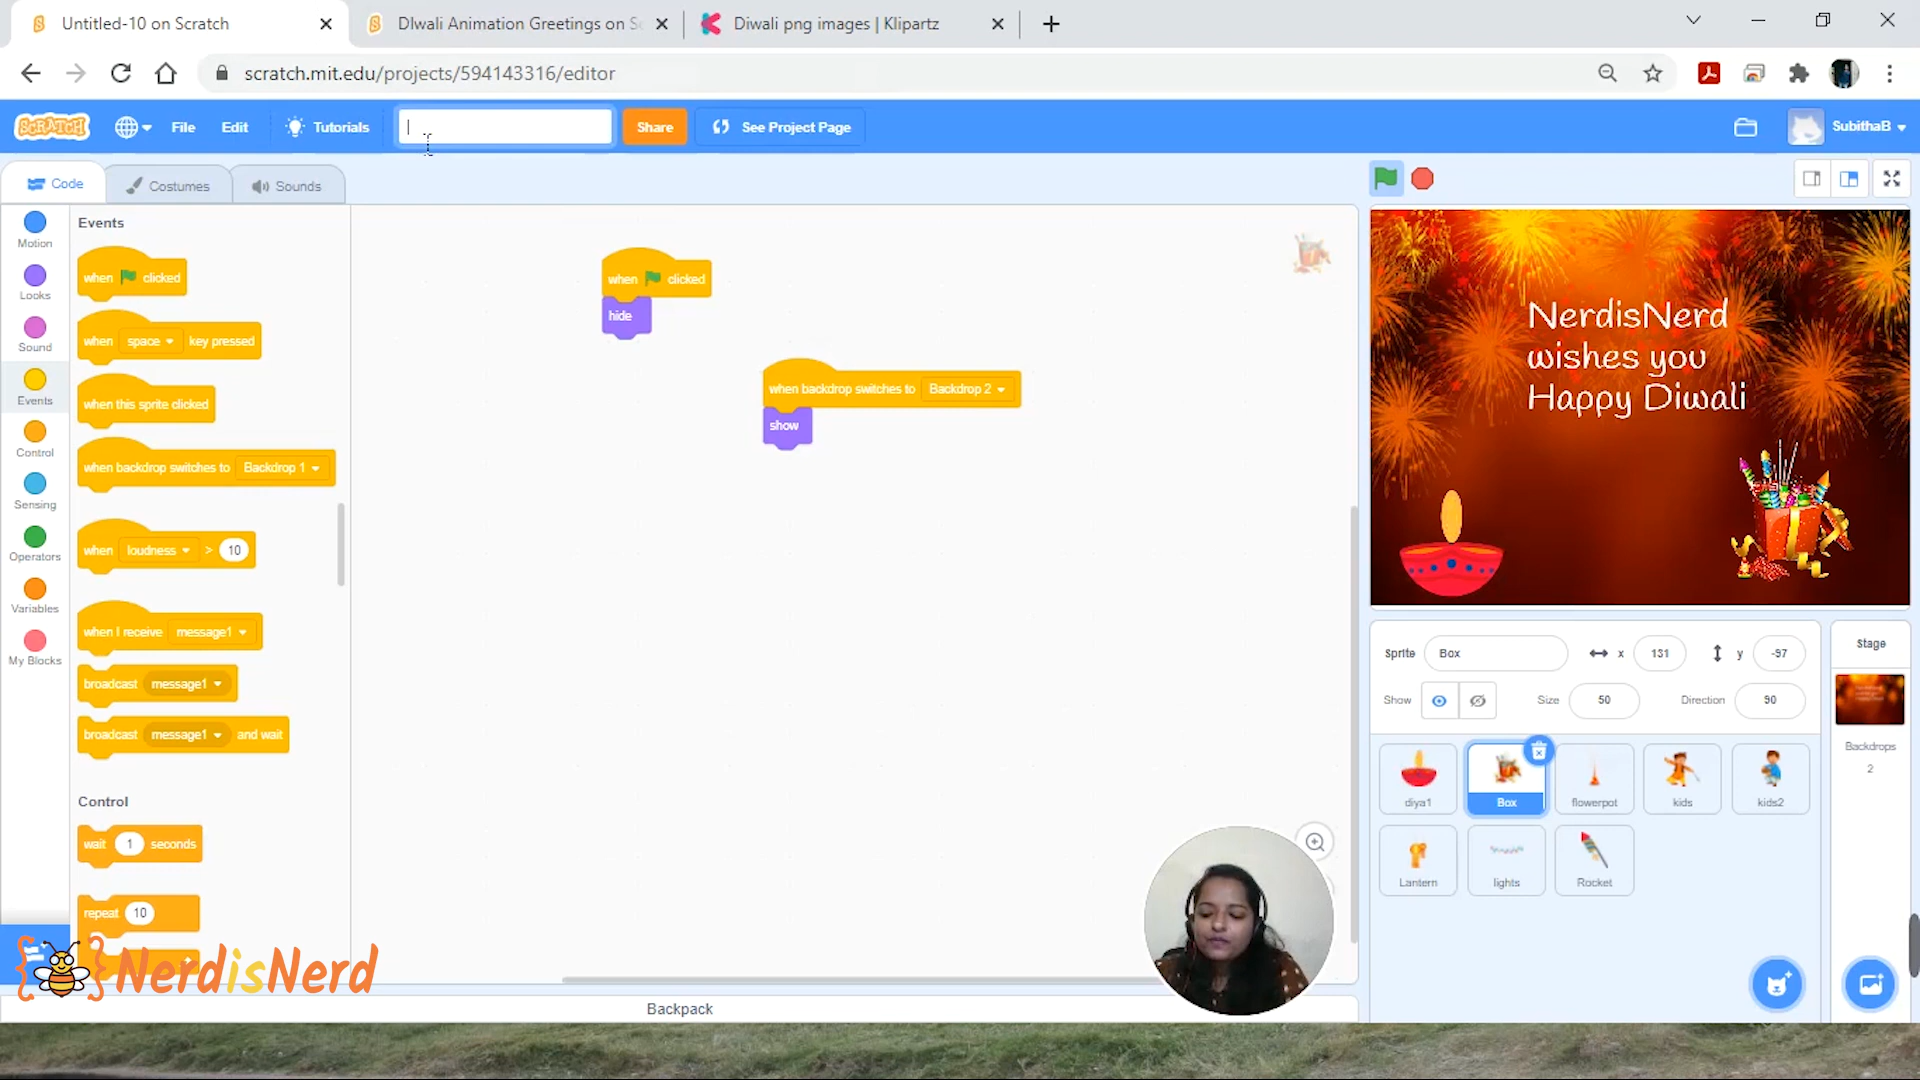 Untitled-10 on Scratch
DIwali Animation Greetings on Sc
Diwali png images | Klipartz
scratch.mit.edu/projects/594143316/editor
SCRATCH
File
Edit
Tutorials
Share
See Project Page
SubithaB
Code
Costumes
Sounds
Motion
Looks
Sound
Events
Control
Sensing
Operators
Variables
My Blocks
Events
when clicked
when space key pressed
when this sprite clicked
when backdrop switches to Backdrop 1
when loudness > 10
when I receive message1
broadcast message1
broadcast message1 and wait
Control
wait 1 seconds
repeat 10
when clicked
hide
when backdrop switches to Backdrop 2
show
NerdisNerd
wishes you
Happy Diwali
Sprite Box x 131 y -97
Show Size 50 Direction 90
diya1
Box
flowerpot
kids
kids2
Lantern
lights
Rocket
Stage
Backdrops
2
NerdisNerd
Backpack